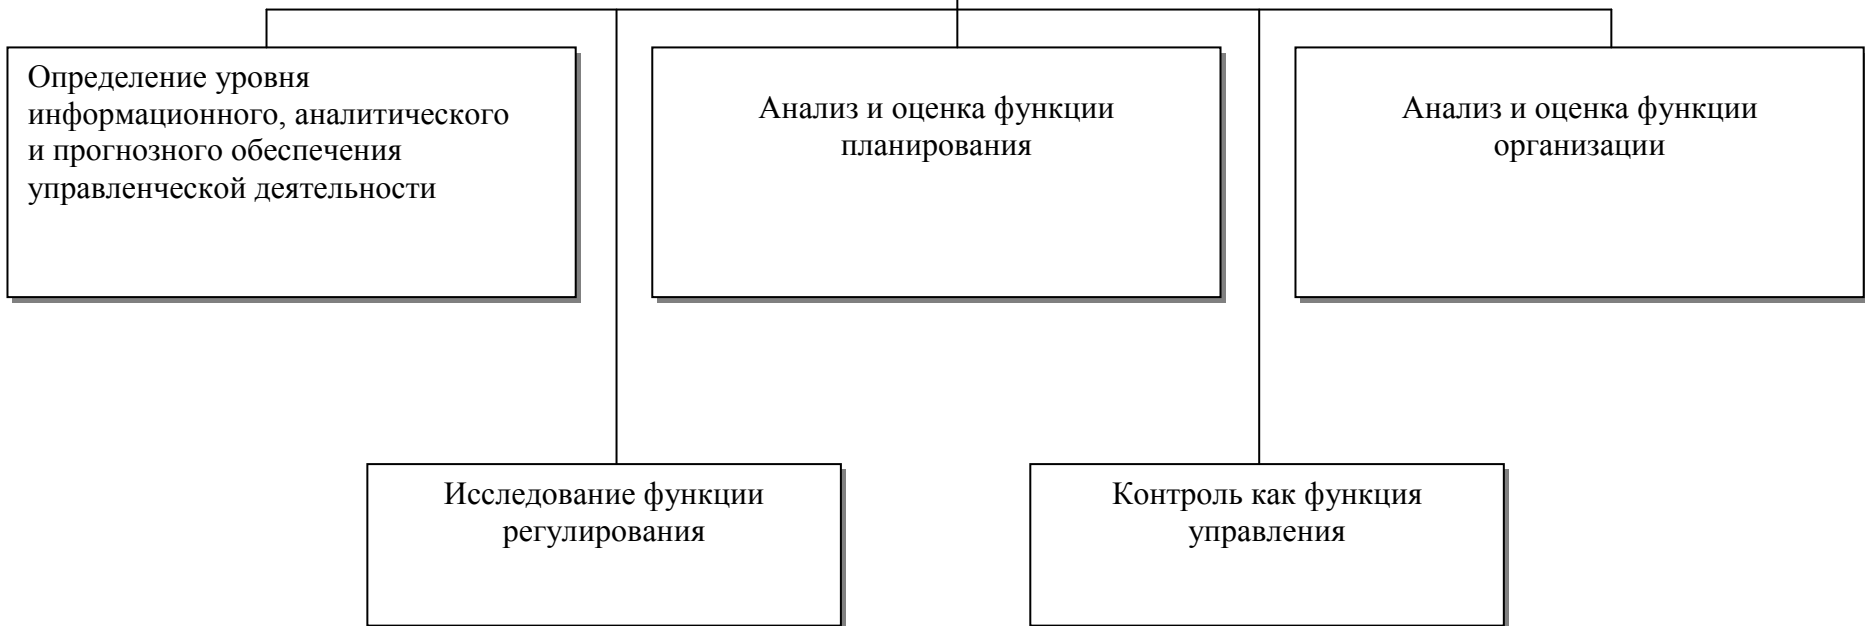 Определение уровня
информационного, аналитического
и прогнозного обеспечения
управленческой деятельности
Анализ и оценка функции
планирования
Анализ и оценка функции
организации
Исследование функции
регулирования
Контроль как функция
управления